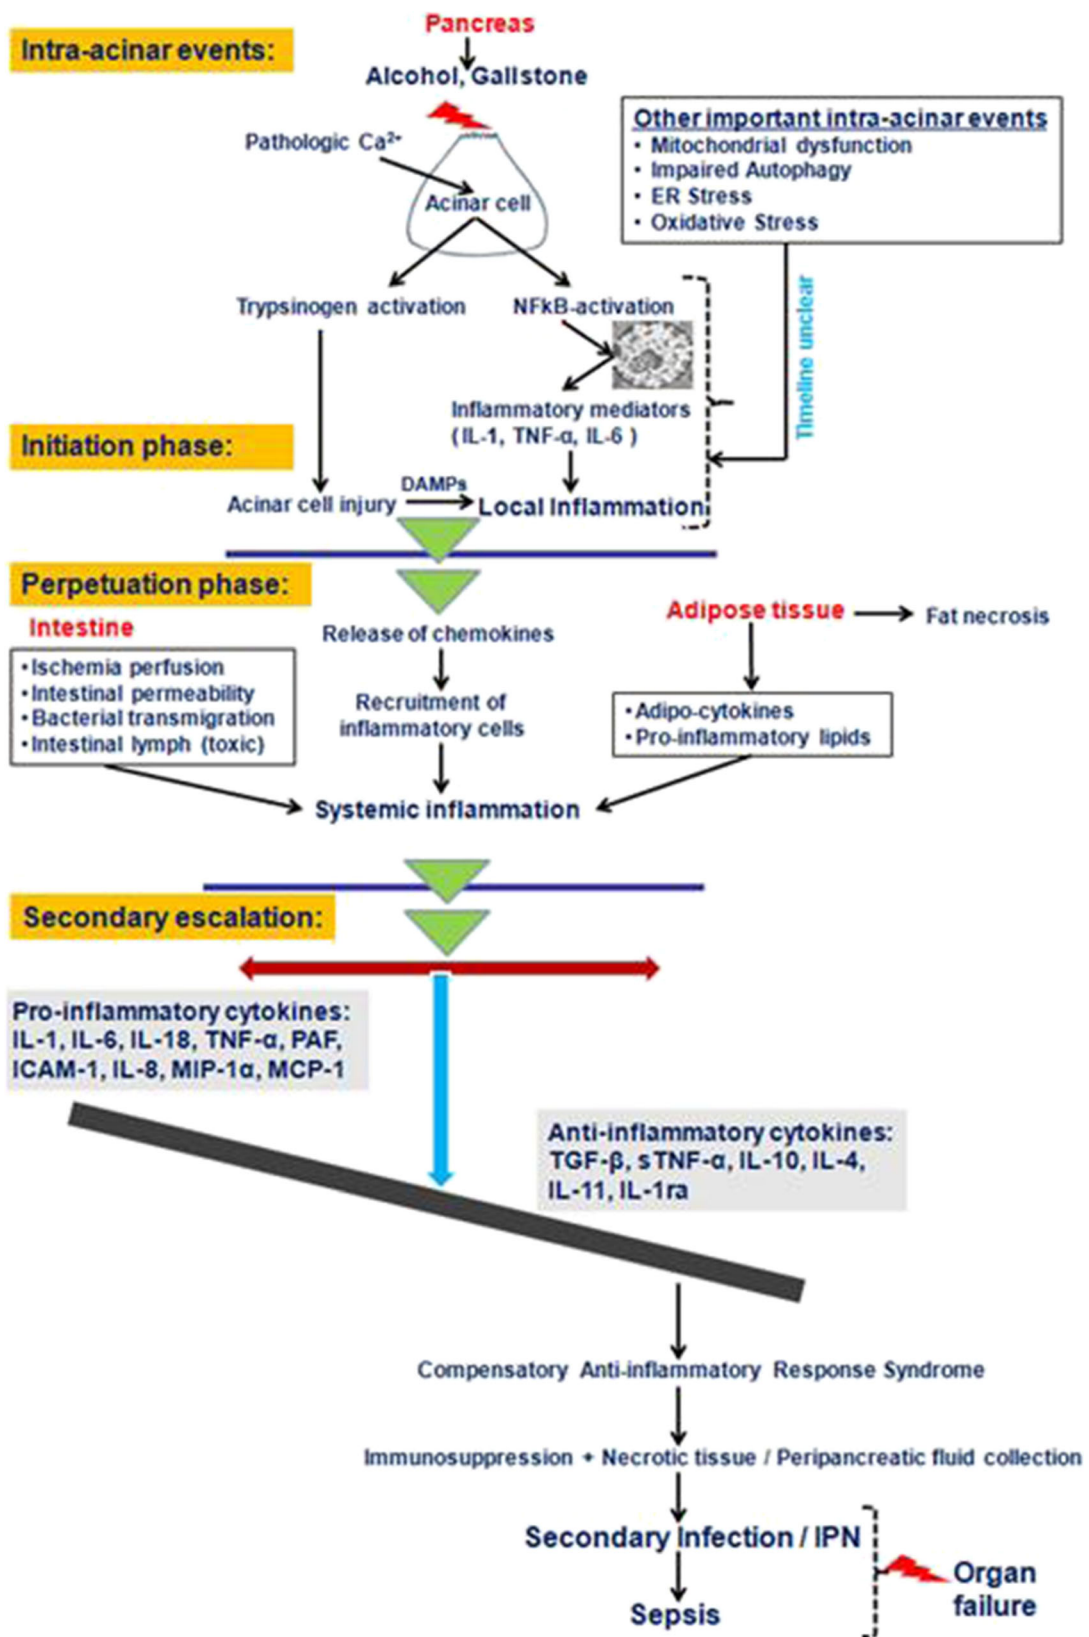 Pancreas
Intra-acinar events:
Alcohol, Gallstone
Pathologic Ca²⁺
Acinar cell
Other important intra-acinar events
• Mitochondrial dysfunction
• Impaired Autophagy
• ER Stress
• Oxidative Stress
Timeline unclear
Trypsinogen activation
NFkB-activation
Inflammatory mediators
(IL-1, TNF-α, IL-6 )
Initiation phase:
DAMPs
Acinar cell injury
Local Inflammation
Perpetuation phase:
Intestine
•Ischemia perfusion
•Intestinal permeability
•Bacterial transmigration
•Intestinal lymph (toxic)
Release of chemokines
Recruitment of
inflammatory cells
Adipose tissue
Fat necrosis
•Adipo-cytokines
•Pro-inflammatory lipids
Systemic inflammation
Secondary escalation:
Pro-inflammatory cytokines:
IL-1, IL-6, IL-18, TNF-α, PAF,
ICAM-1, IL-8, MIP-1α, MCP-1
Anti-inflammatory cytokines:
TGF-β, sTNF-α, IL-10, IL-4,
IL-11, IL-1ra
Compensatory Anti-inflammatory Response Syndrome
Immunosuppression + Necrotic tissue / Peripancreatic fluid collection
Secondary Infection / IPN
Sepsis
Organ
failure